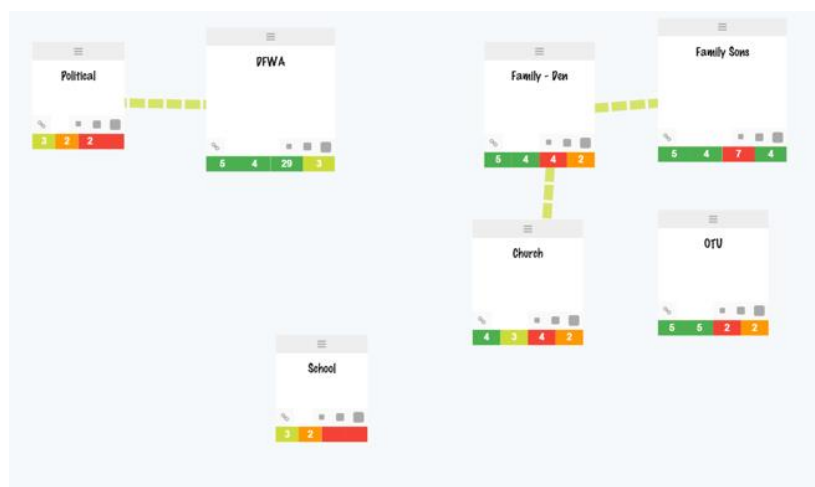 Political
3 2 2
DFWA
5 4 29 3
Family - Den
5 4 4 2
Family Sons
5 4 7 4
Church
4 3 4 2
OTU
5 5 2 2
School
3 2